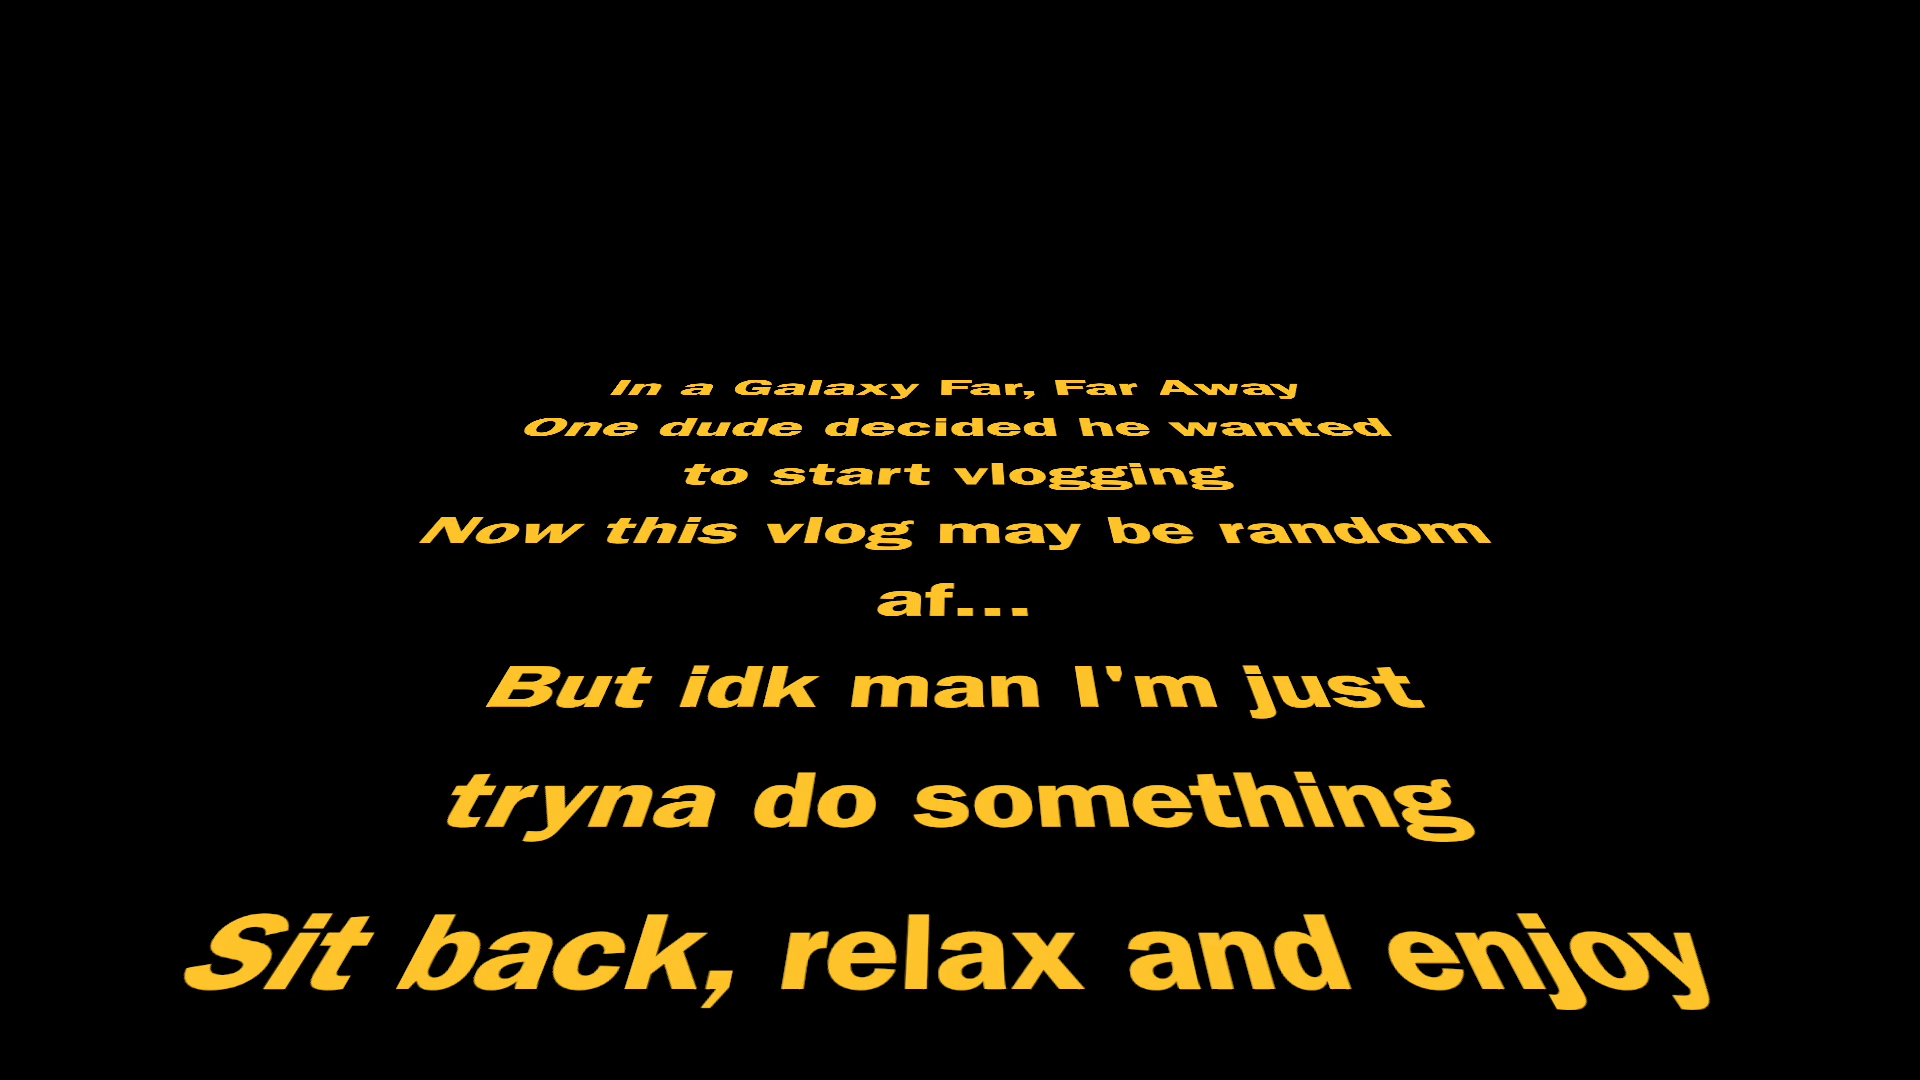 In a Galaxy Far, Far Away
One dude decided he wanted
to start vlogging
Now this vlog may be random
af...
But idk man I'm just
tryna do something
Sit back, relax and enjoy